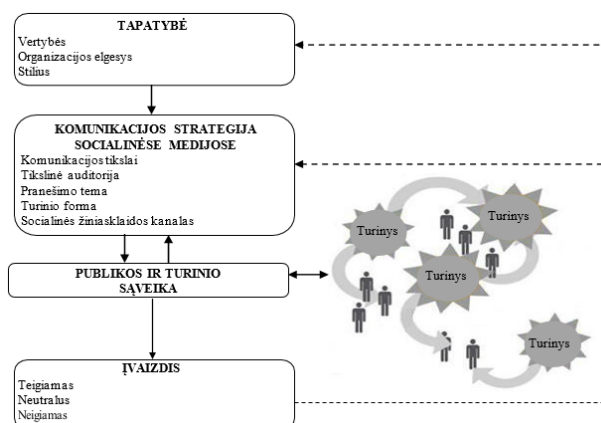 TAPATYBĖ
Vertybės
Organizacijos elgesys
Stilius
KOMUNIKACIJOS STRATEGIJA
SOCIALINĖSE MEDIJOSE
Komunikacijos tikslai
Tikslinė auditorija
Pranešimo tema
Turinio forma
Socialinės žiniasklaidos kanalas
Turinys
Turinys
Turinys
Turinys
PUBLIKOS IR TURINIO
SĄVEIKA
ĮVAIZDIS
Teigiamas
Neutralus
Neigiamas